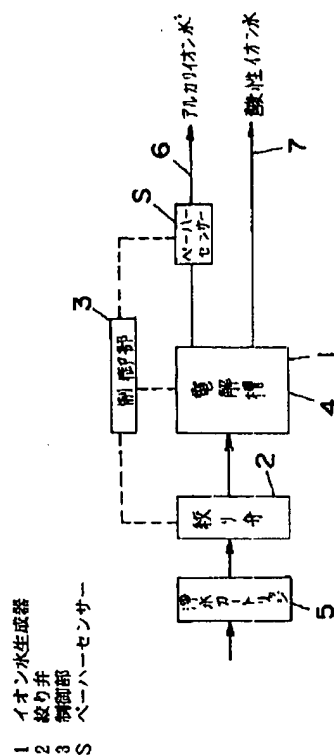 1 イオン水生成器
2 絞り弁
3 制御部
S ペーハーセンサー
3
制御部
S
ペーハー
センサー
6
アルカリイオン水
酸性イオン水
7
電解槽
1
4
絞り弁
2
浄水カートリッジ
5